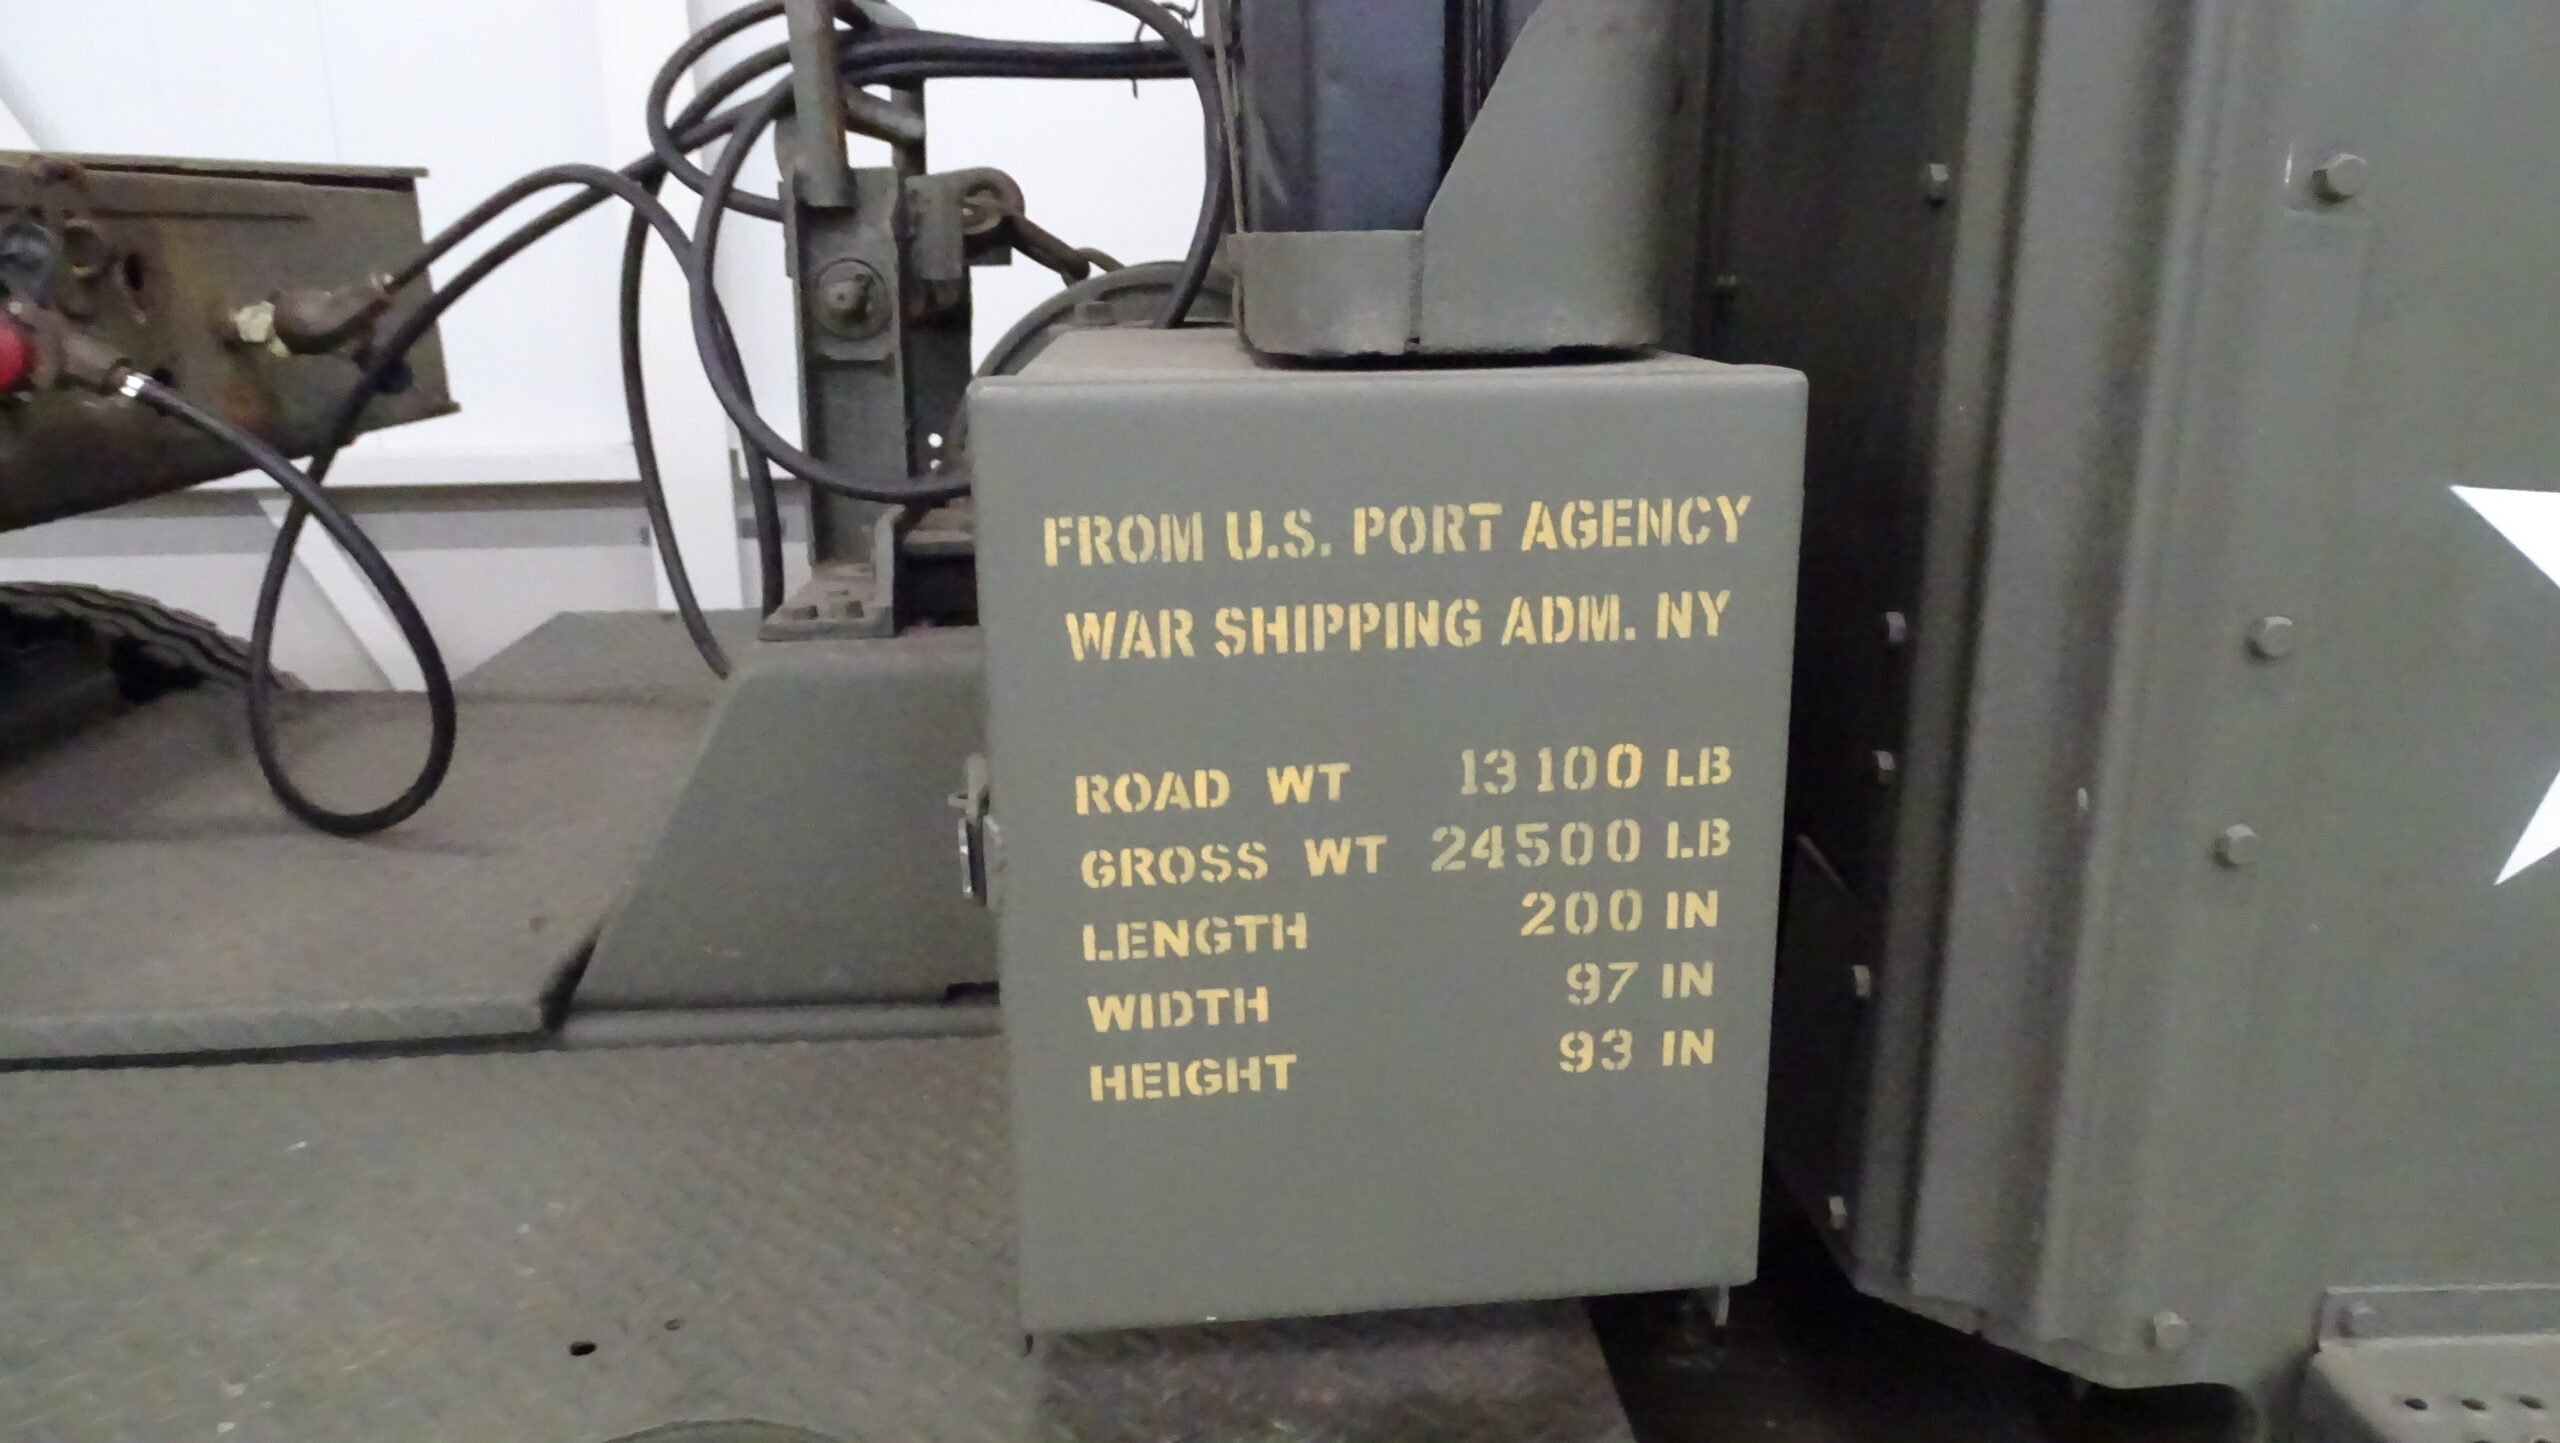 FROM U.S. PORT AGENCY
WAR SHIPPING ADM. NY
ROAD WT 13100 LB
GROSS WT 24500 LB
LENGTH 200 IN
WIDTH 97 IN
HEIGHT 93 IN